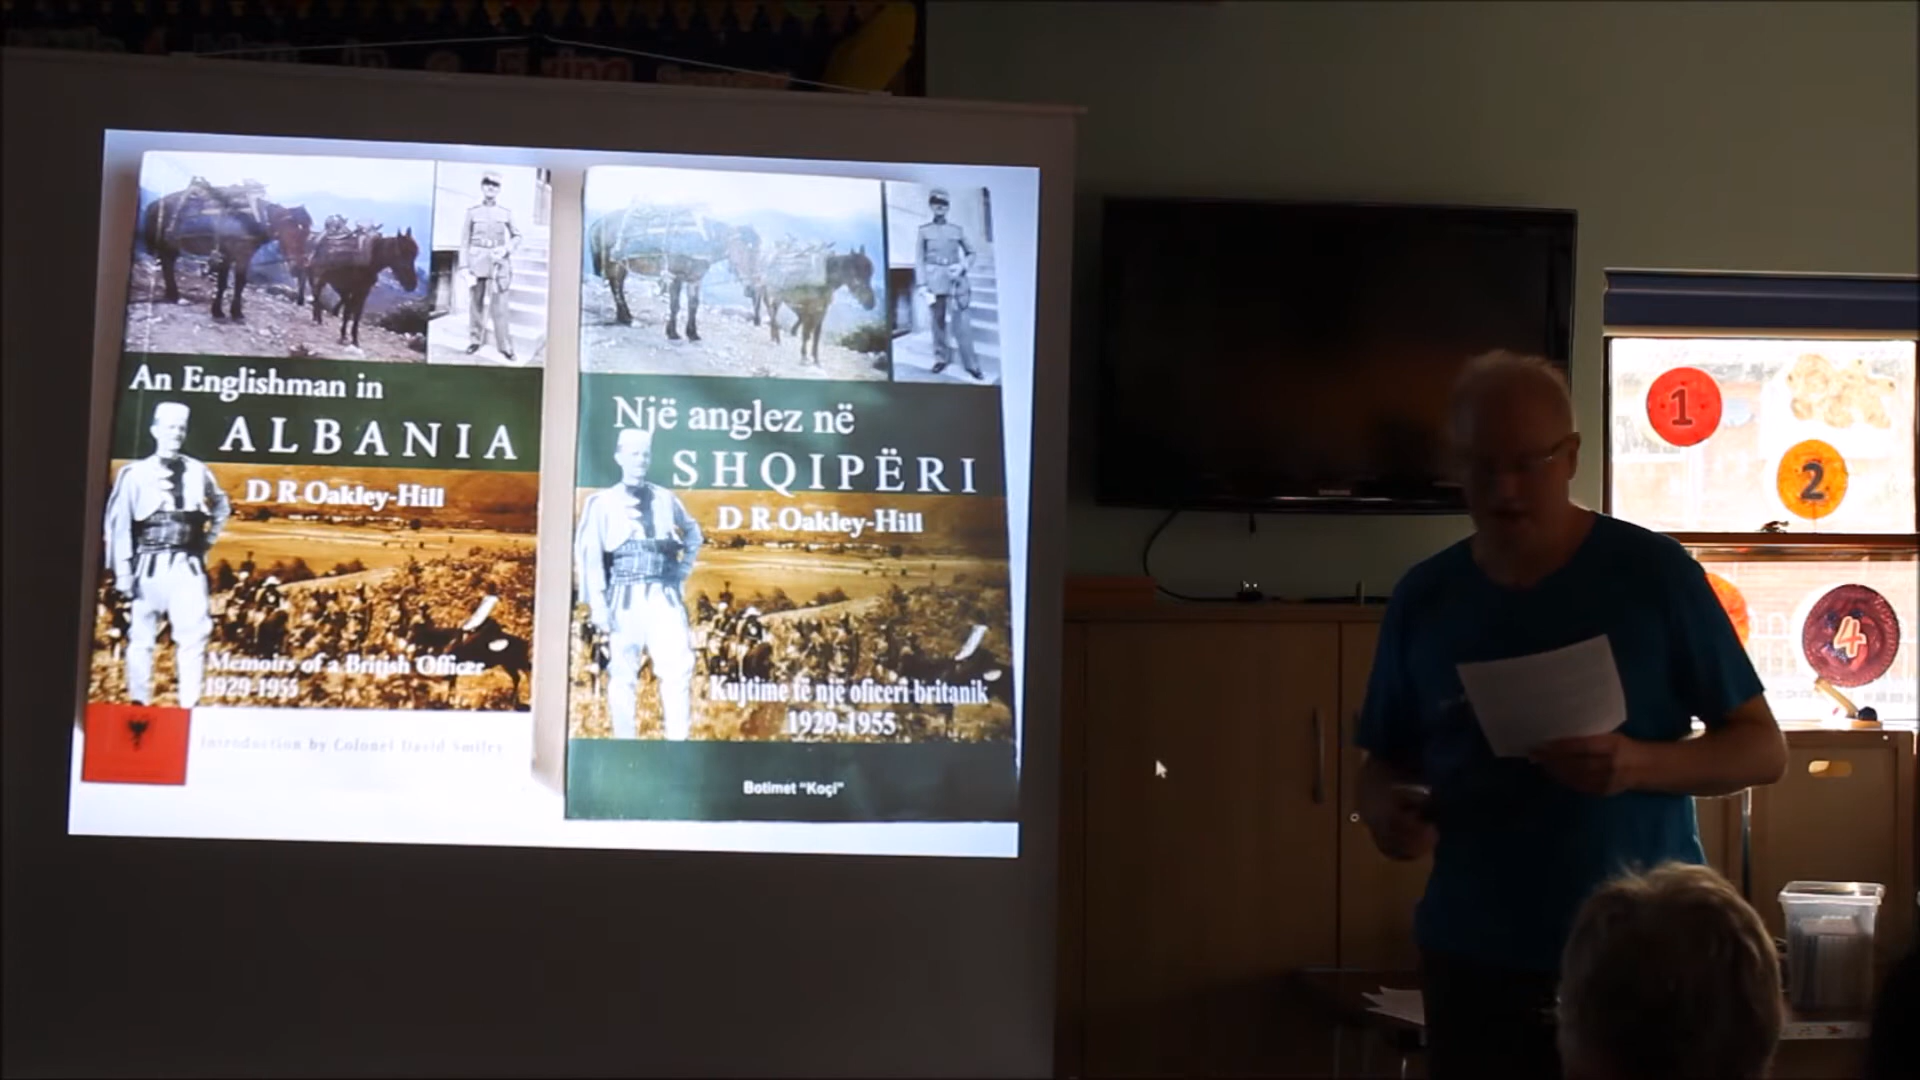 An Englishman in
ALBANIA
D R Oakley-Hill
Memoirs of a British Officer
1929-1955
Introduction by Colonel David Smiley
Një anglez në
SHQIPËRI
D R Oakley-Hill
Kujtime të një oficeri britanik
1929-1955
Botimet "Koçi"
SAMSUNG
1
2
4